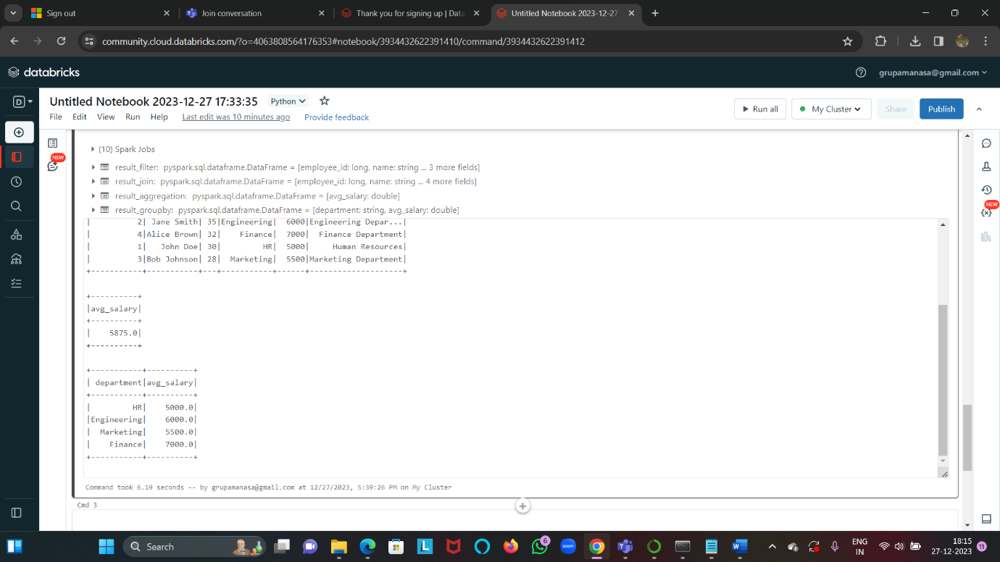 Sign out
Join conversation
Thank you for signing up | Data
Untitled Notebook 2023-12-27
community.cloud.databricks.com/?o=4063808564176353#notebook/3934432622391410/command/3934432622391412
databricks
grupamanasa@gmail.com
D
Untitled Notebook 2023-12-27 17:33:35 Python
Run all
My Cluster
Share
Publish
File Edit View Run Help Last edit was 10 minutes ago Provide feedback
(10) Spark Jobs
NEW
result_filter: pyspark.sql.dataframe.DataFrame = [employee_id: long, name: string ... 3 more fields]
result_join: pyspark.sql.dataframe.DataFrame = [employee_id: long, name: string ... 4 more fields]
result_aggregation: pyspark.sql.dataframe.DataFrame = [avg_salary: double]
result_groupby: pyspark.sql.dataframe.DataFrame = [department: string, avg_salary: double]
NEW
| 2| Jane Smith| 35|Engineering| 6000|Engineering Depar...|
| 4|Alice Brown| 32| Finance| 7000| Finance Department|
| 1| John Doe| 30| HR| 5000| Human Resources|
| 3|Bob Johnson| 28| Marketing| 5500|Marketing Department|
+-----------+-----------+---+-----------+------+--------------------+
+----------+
|avg_salary|
+----------+
| 5875.0|
+----------+
+-----------+----------+
| department|avg_salary|
+-----------+----------+
| HR| 5000.0|
|Engineering| 6000.0|
| Marketing| 5500.0|
| Finance| 7000.0|
+-----------+----------+
Command took 6.19 seconds -- by grupamanasa@gmail.com at 12/27/2023, 5:39:26 PM on My Cluster
Cmd 3
Search
L
6
zoom
W
ENG
IN
18:15
27-12-2023
11